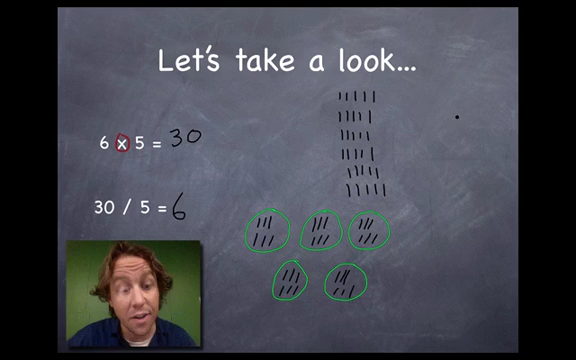 Let's take a look...
6 x 5 = 30
30 / 5 = 6